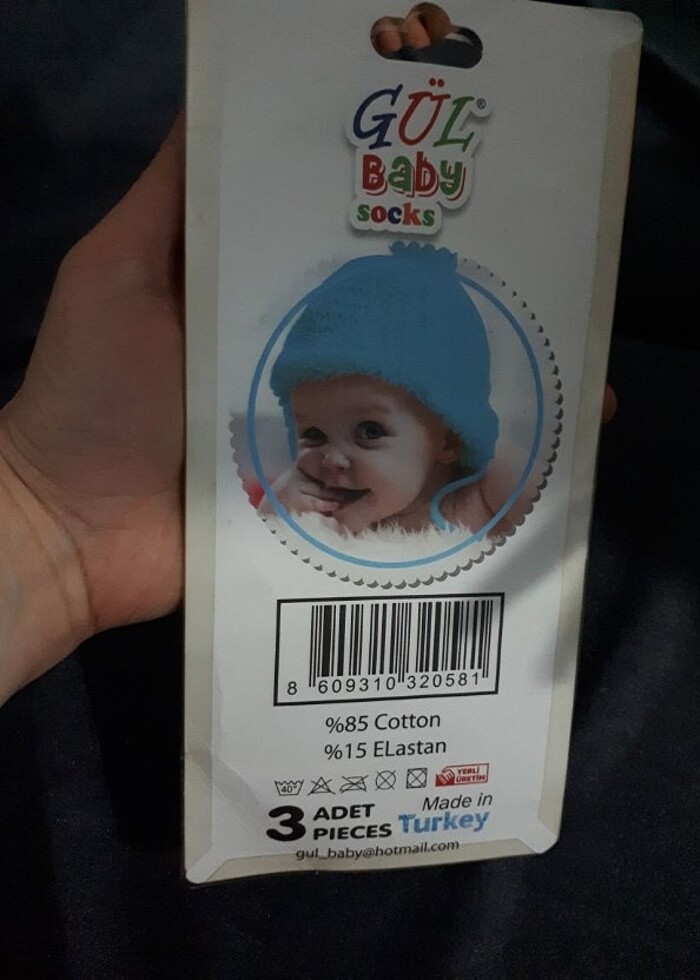 GÜL®
Baby
socks
8 609310 320581
%85 Cotton
%15 ELastan
40°
YERLİ
ÜRETİM
3 ADET
PIECES
Made in
Turkey
gul_baby@hotmail.com